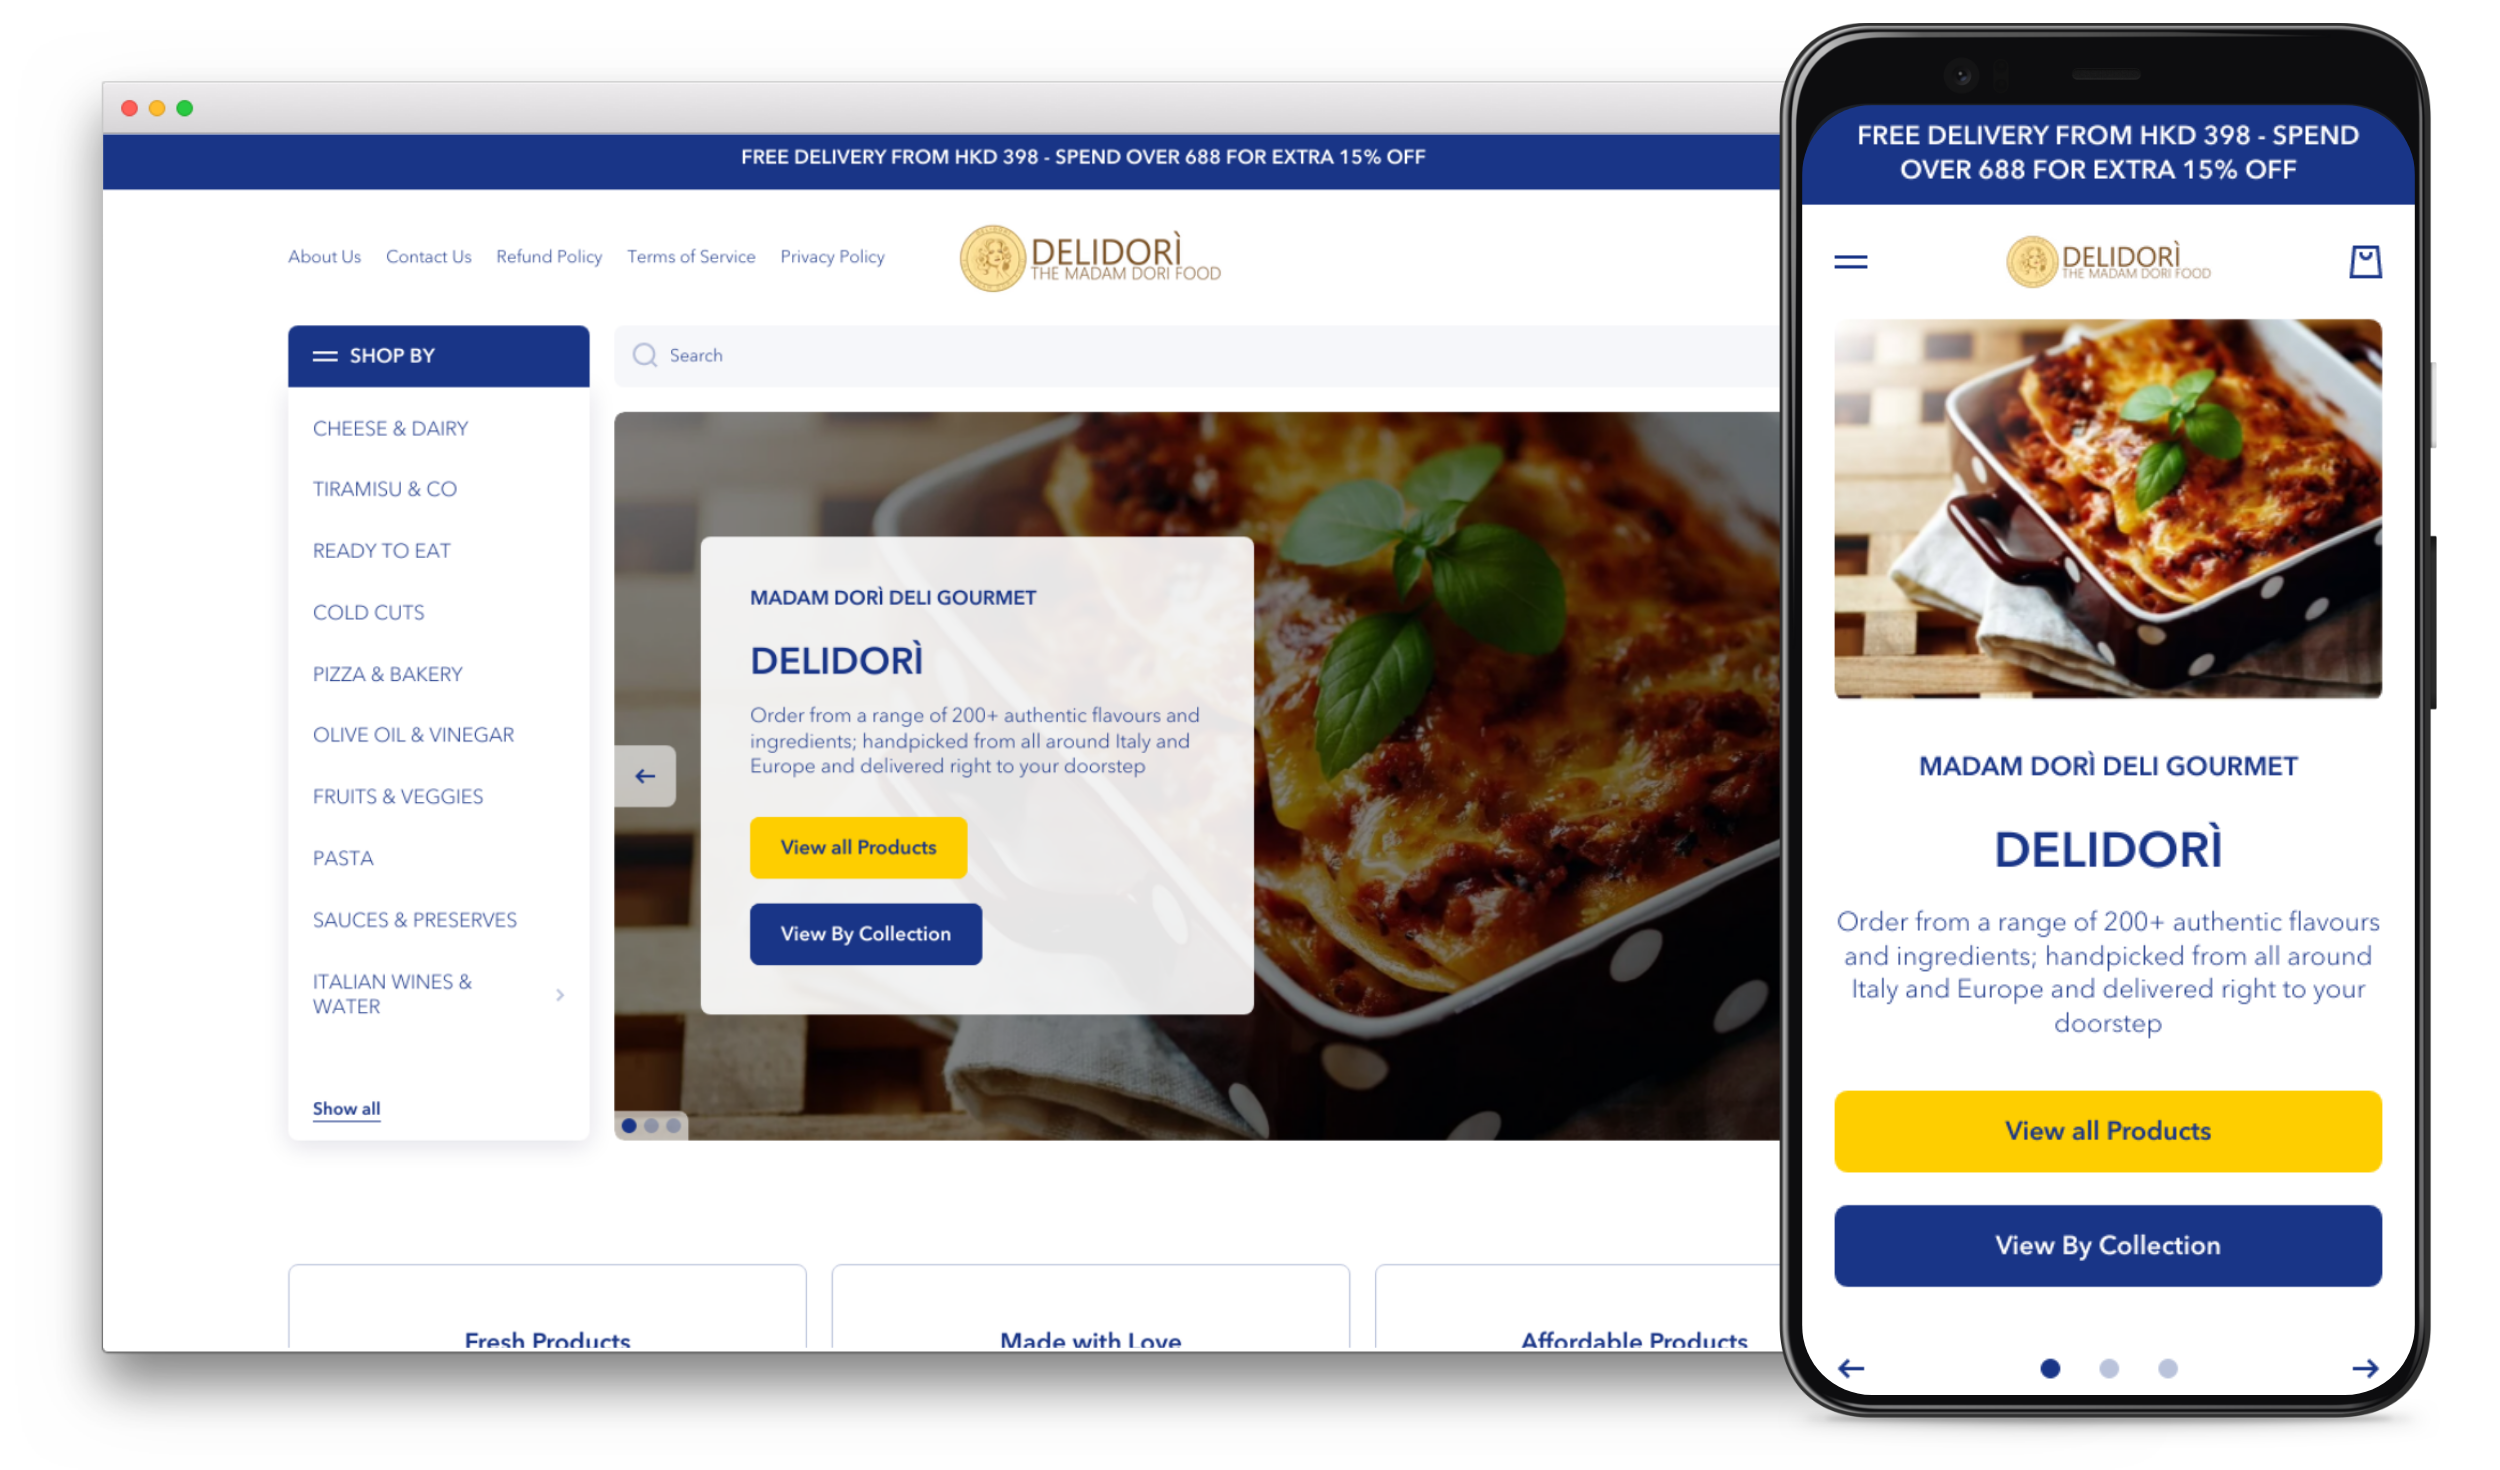 FREE DELIVERY FROM HKD 398 - SPEND OVER 688 FOR EXTRA 15% OFF
About Us
Contact Us
Refund Policy
Terms of Service
Privacy Policy
DELIDORÌ
THE MADAM DORI FOOD
SHOP BY
Search
CHEESE & DAIRY
TIRAMISU & CO
READY TO EAT
COLD CUTS
PIZZA & BAKERY
OLIVE OIL & VINEGAR
FRUITS & VEGGIES
PASTA
SAUCES & PRESERVES
ITALIAN WINES &
WATER
Show all
MADAM DORÌ DELI GOURMET
DELIDORÌ
Order from a range of 200+ authentic flavours and
ingredients; handpicked from all around Italy and
Europe and delivered right to your doorstep
View all Products
View By Collection
Fresh Products
Made with Love
Affordable Products
FREE DELIVERY FROM HKD 398 - SPEND
OVER 688 FOR EXTRA 15% OFF
DELIDORÌ
THE MADAM DORI FOOD
MADAM DORÌ DELI GOURMET
DELIDORÌ
Order from a range of 200+ authentic flavours
and ingredients; handpicked from all around
Italy and Europe and delivered right to your
doorstep
View all Products
View By Collection